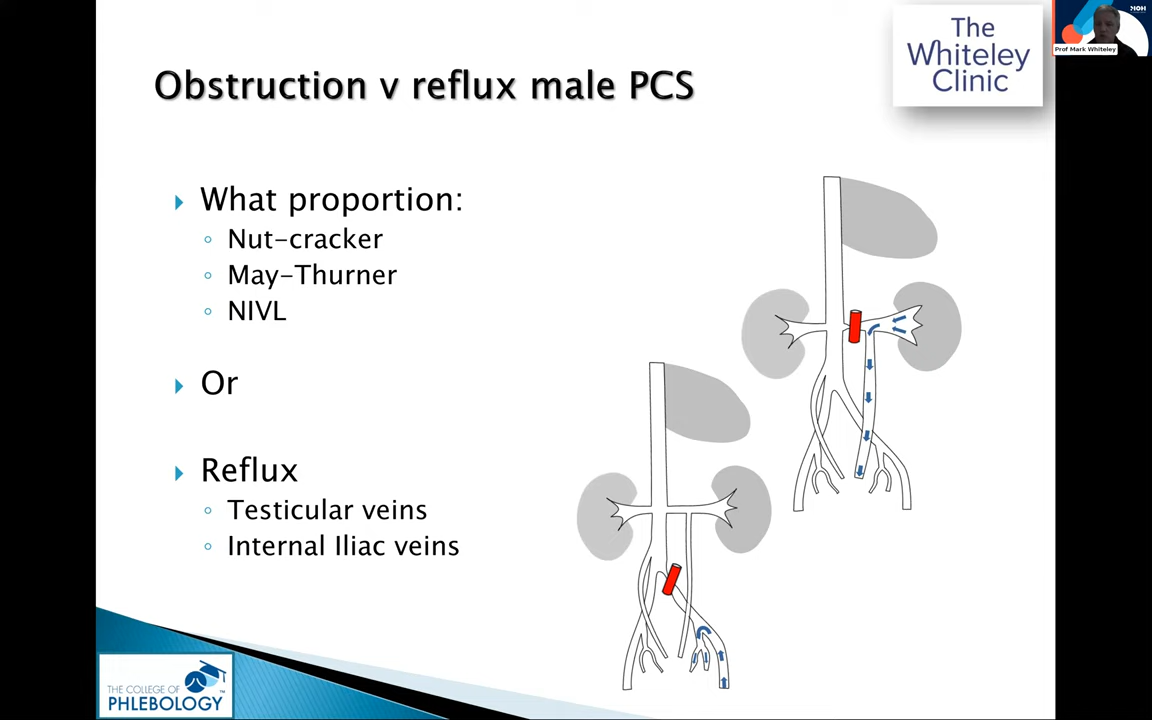 Obstruction v reflux male PCS
The
Whiteley
Clinic
Prof Mark Whiteley
What proportion:
Nut-cracker
May-Thurner
NIVL
Or
Reflux
Testicular veins
Internal Iliac veins
THE COLLEGE OF
PHLEBOLOGY™